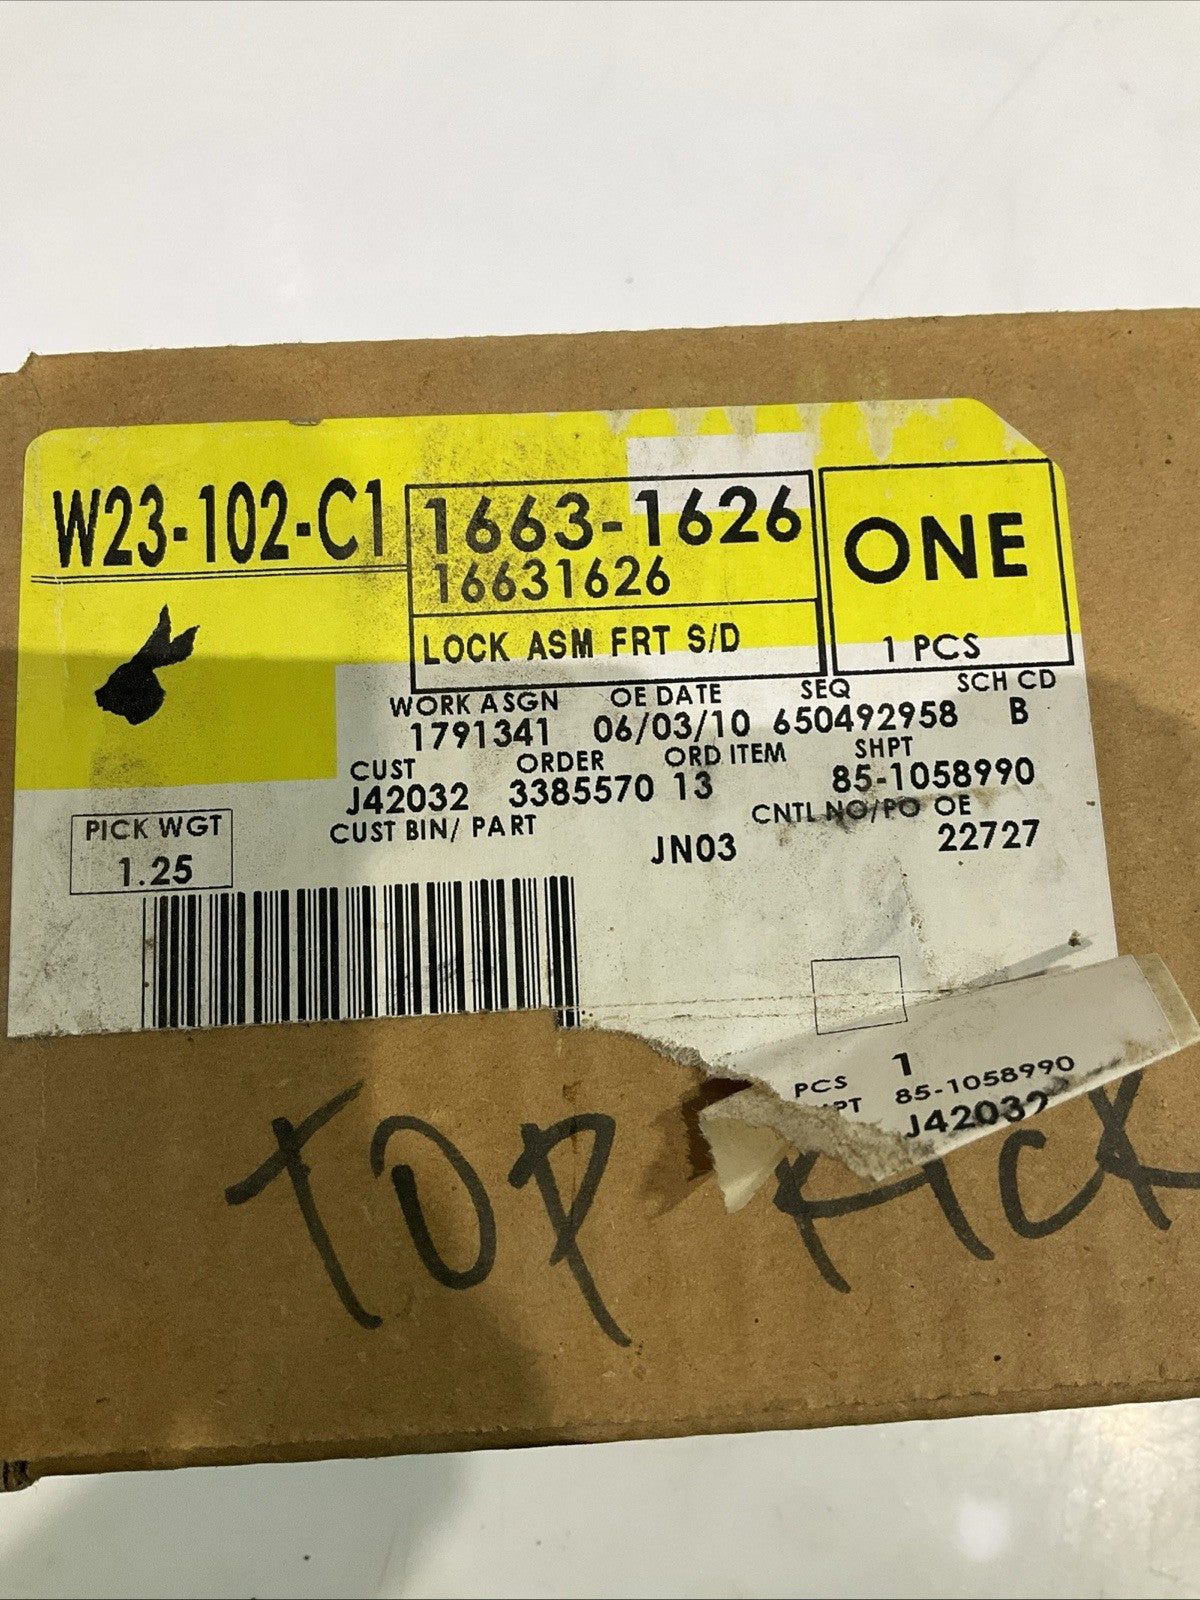 W23-102-C1
1663-1626
16631626
LOCK ASM FRT S/D
ONE
1 PCS
WORK ASGN OE DATE SEQ SCH CD
1791341 06/03/10 650492958 B
CUST ORDER ORD ITEM SHPT
J42032 3385570 13 85-1058990
CUST BIN/ PART CNTL NO/PO OE
JN03 22727
PICK WGT
1.25
PCS 1
85-1058990
J42032
TOP